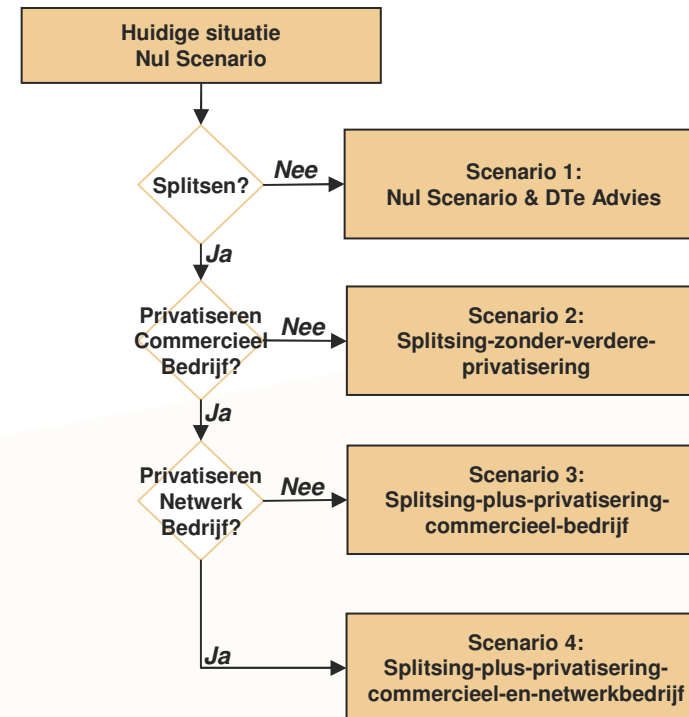 Huidige situatie
Nul Scenario
Splitsen?
Nee
Scenario 1:
Nul Scenario & DTe Advies
Ja
Privatiseren
Commercieel
Bedrijf?
Nee
Scenario 2:
Splitsing-zonder-verdere-
privatisering
Ja
Privatiseren
Netwerk
Bedrijf?
Nee
Scenario 3:
Splitsing-plus-privatisering-
commercieel-bedrijf
Ja
Scenario 4:
Splitsing-plus-privatisering-
commercieel-en-netwerkbedrijf